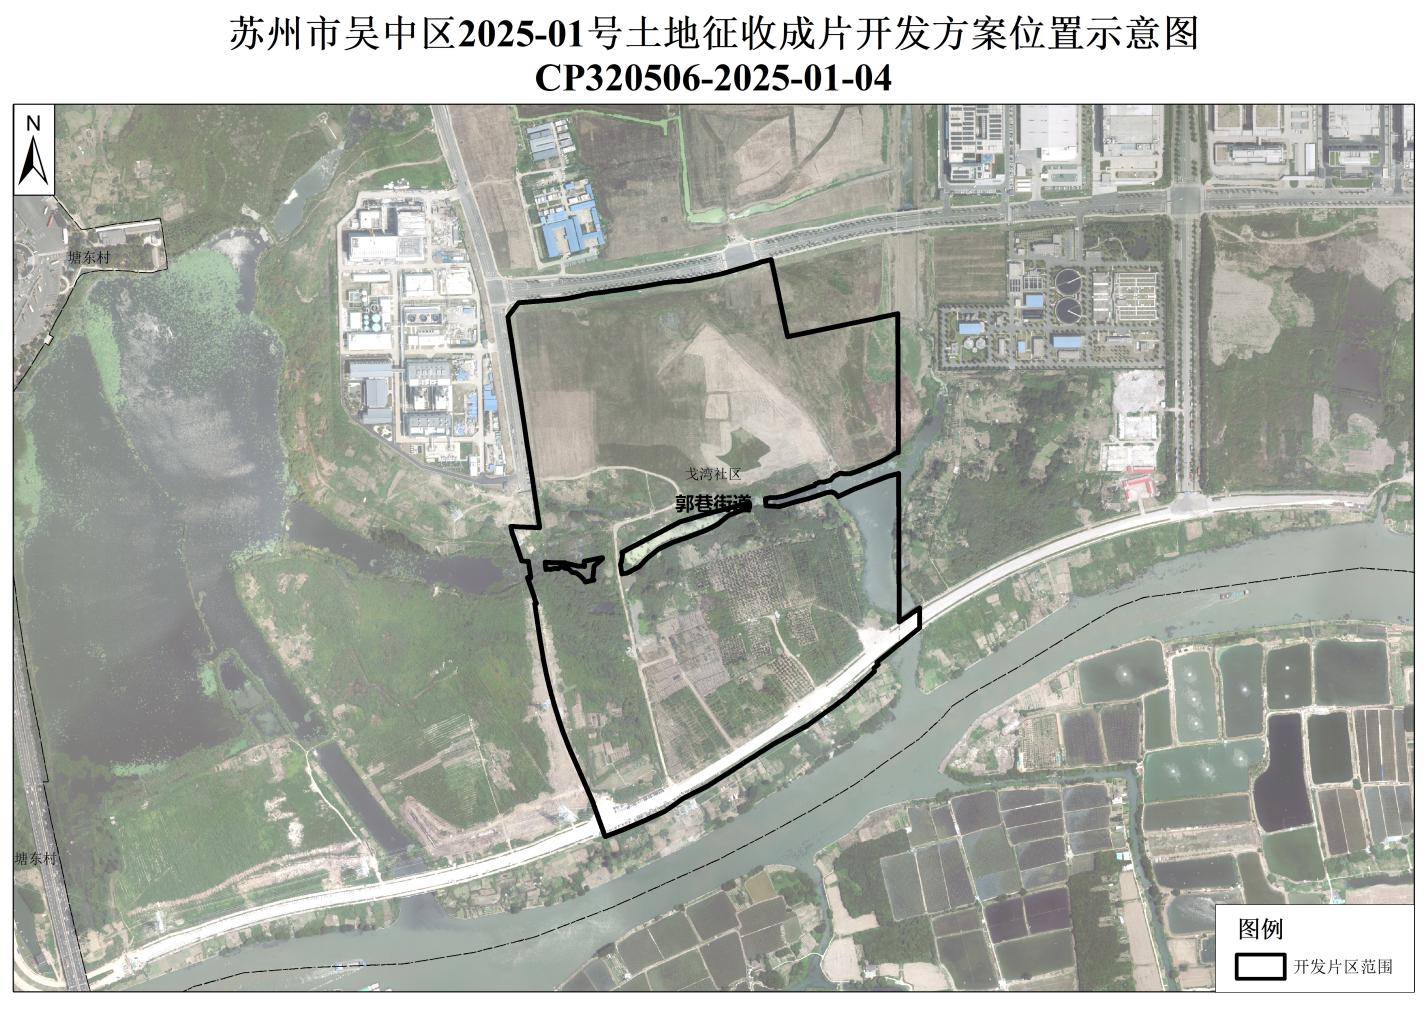 苏州市吴中区2025-01号土地征收成片开发方案位置示意图
CP320506-2025-01-04
N
塘东村
戈湾社区
郭巷街道
塘东村
图例
开发片区范围